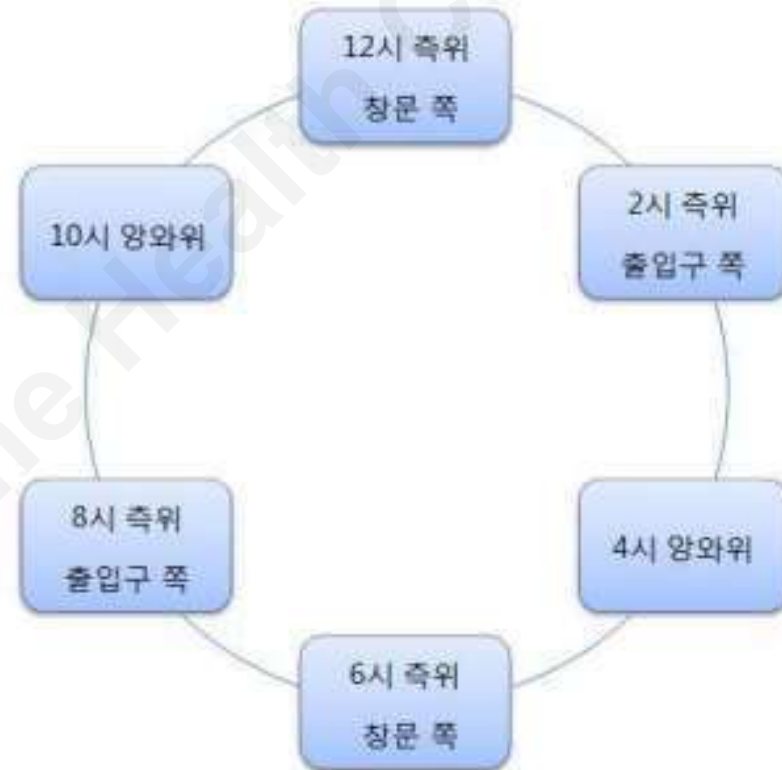 12시 측위
창문 쪽
2시 측위
출입구 쪽
4시 앙와위
6시 측위
창문 쪽
8시 측위
출입구 쪽
10시 앙와위
Health C